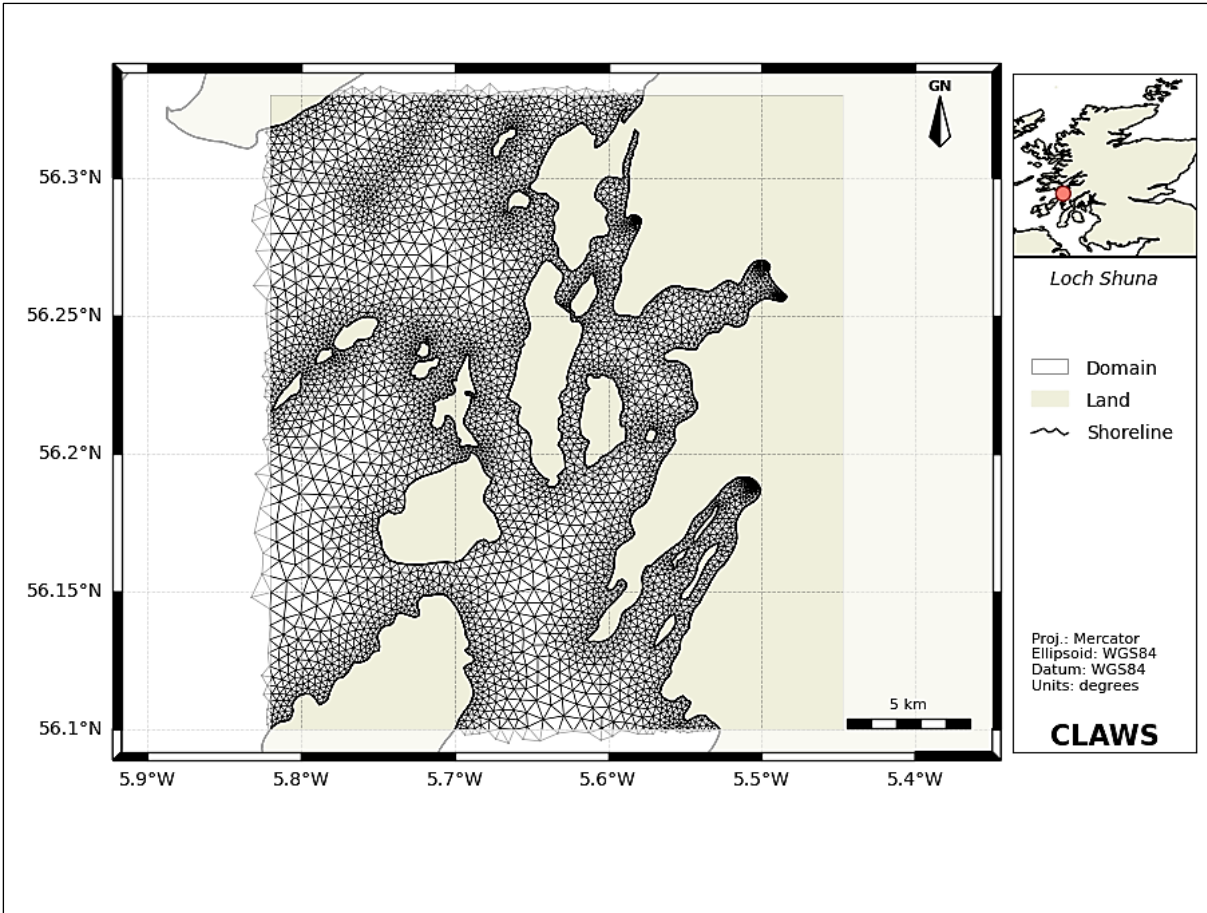 GN
56.3°N
56.25°N
56.2°N
56.15°N
56.1°N
5.9°W
5.8°W
5.7°W
5.6°W
5.5°W
5.4°W
5 km
Loch Shuna
Domain
Land
Shoreline
Proj.: Mercator
Ellipsoid: WGS84
Datum: WGS84
Units: degrees
CLAWS